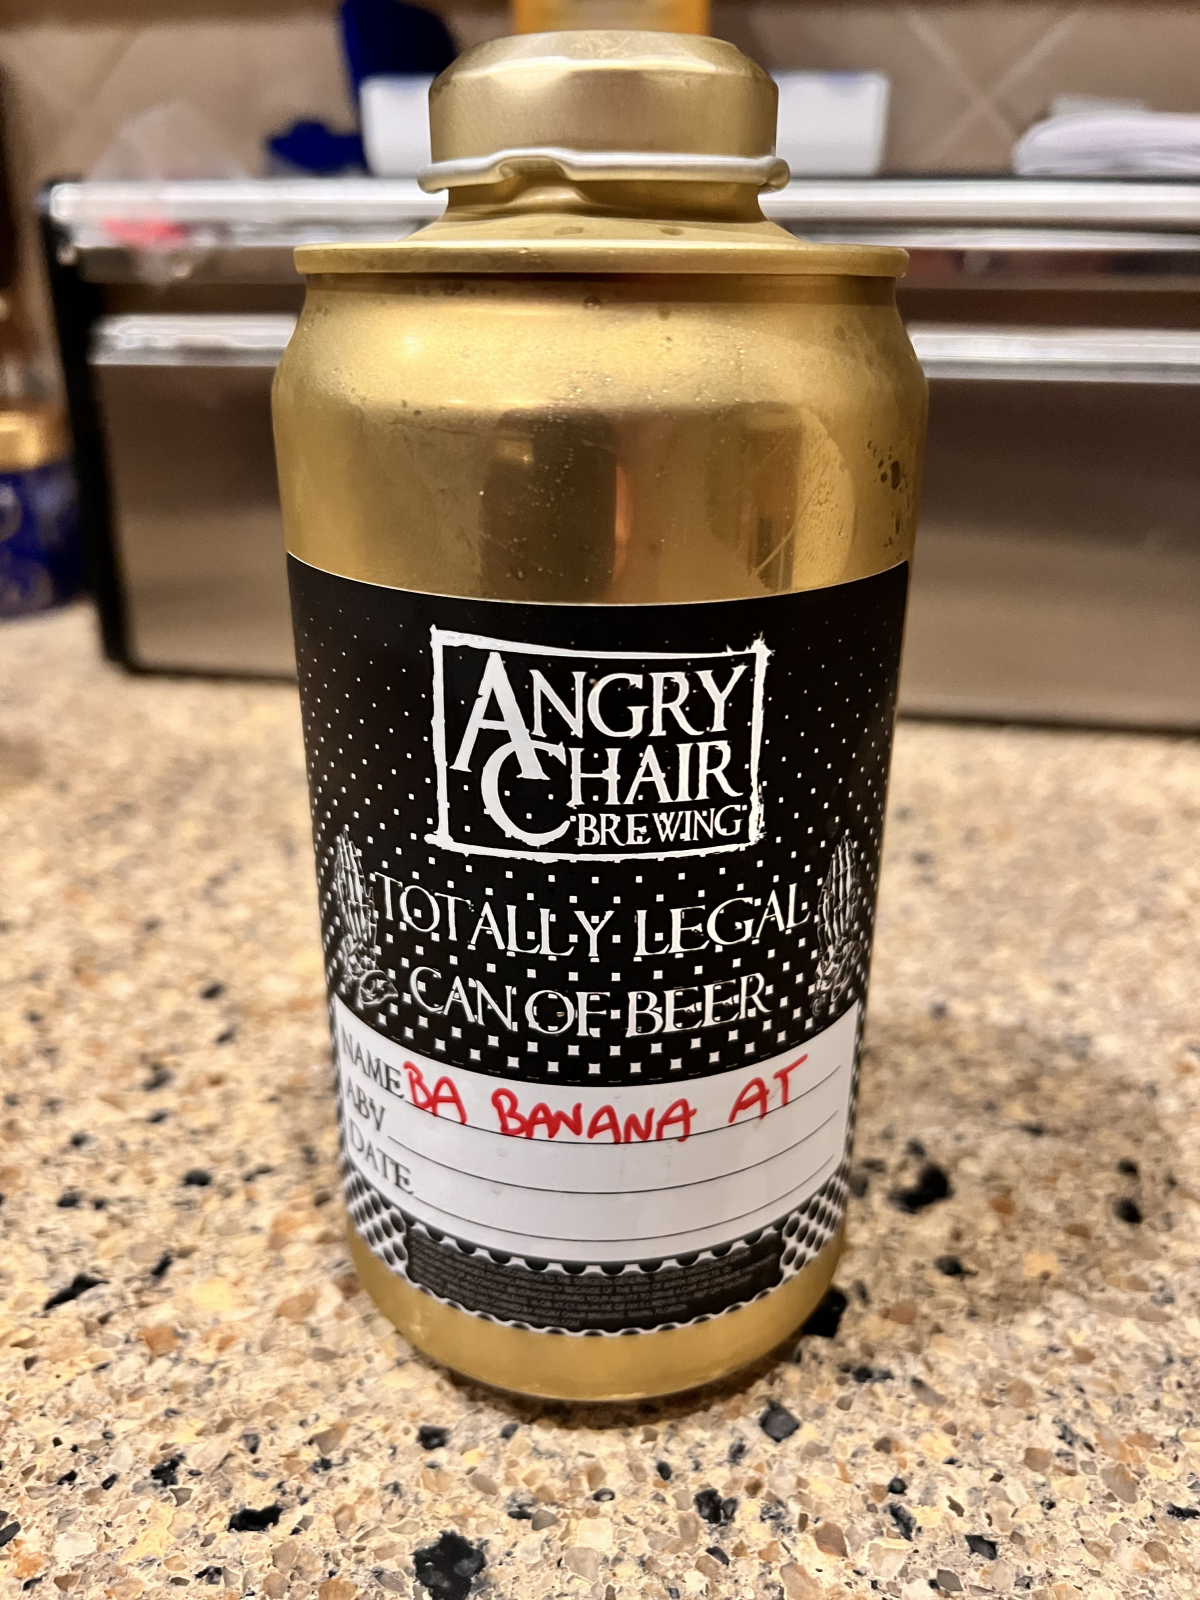 ANGRY
CHAIR
BREWING
TOTALLY LEGAL
CAN OF BEER
NAME BA BANANA AT
ABV
DATE